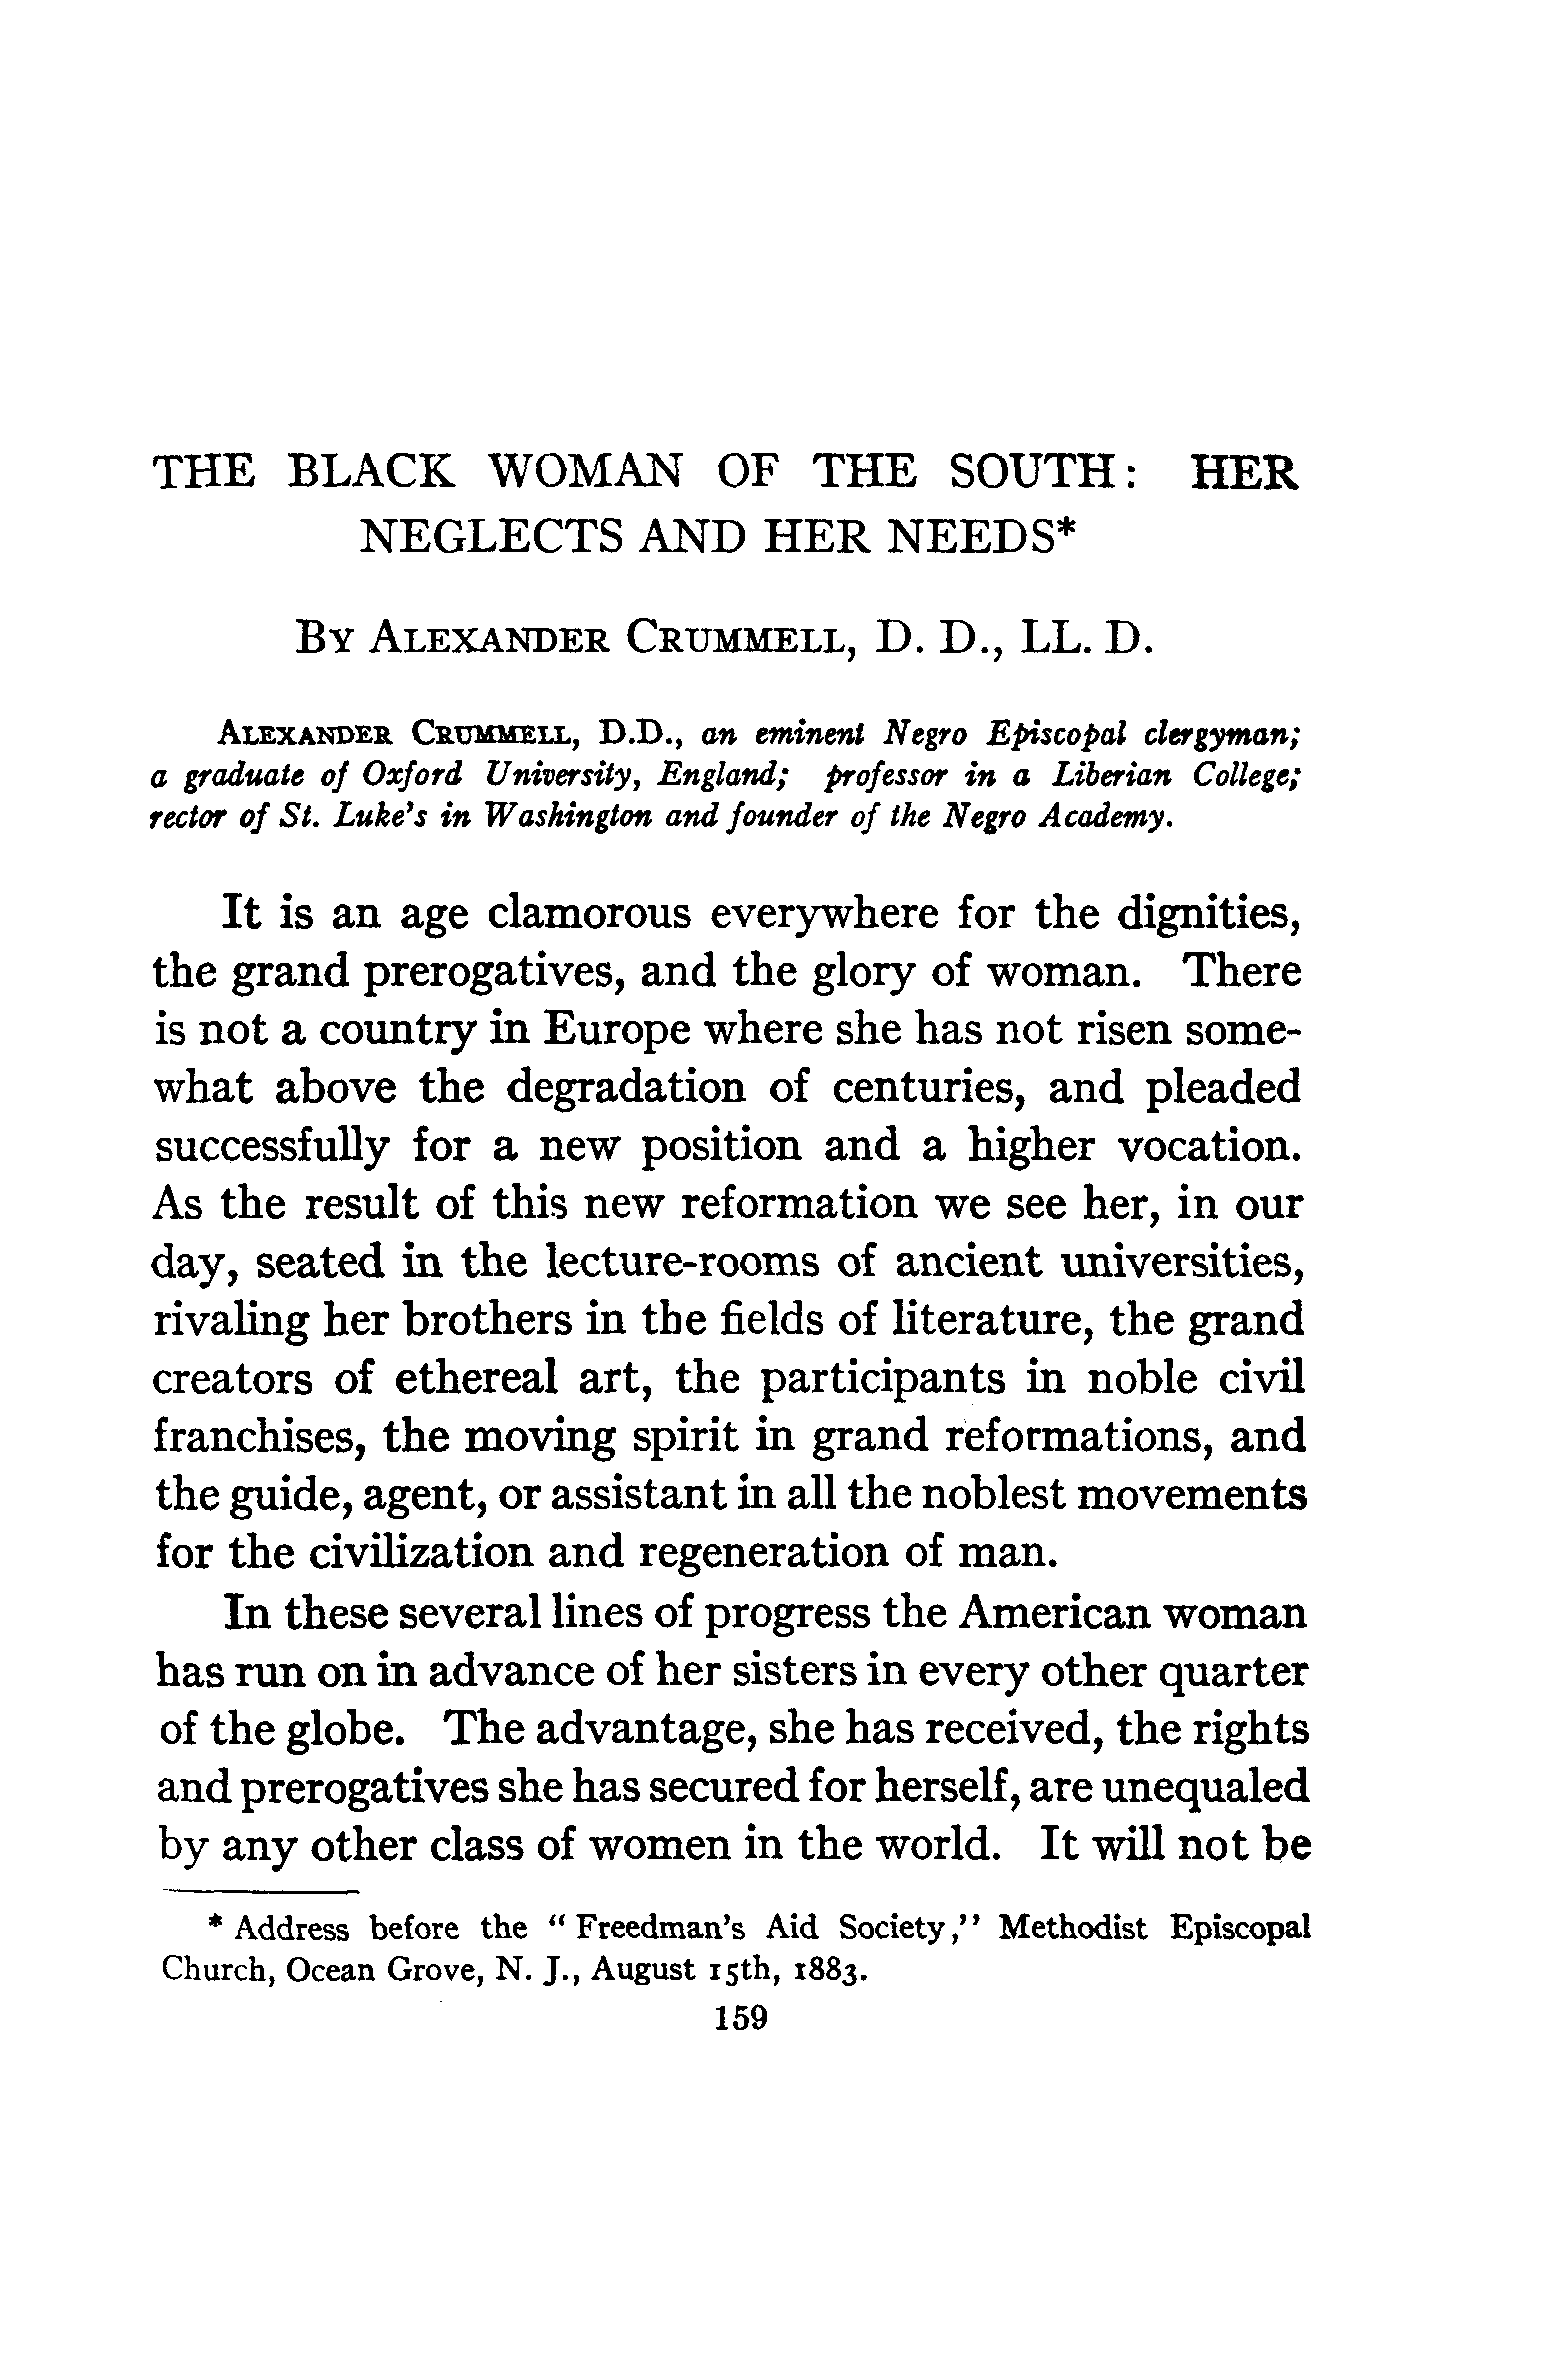 THE BLACK WOMAN OF THE SOUTH: HER
NEGLECTS AND HER NEEDS*
BY ALEXANDER CRUMMELL, D. D., LL. D.
ALEXANDER CRUMMELL, D.D., an eminent Negro Episcopal clergyman;
a graduate of Oxford University, England; professor in a Liberian College;
rector of St. Luke's in Washington and founder of the Negro Academy.
It is an age clamorous everywhere for the dignities,
the grand prerogatives, and the glory of woman. There
is not a country in Europe where she has not risen some-
what above the degradation of centuries, and pleaded
successfully for a new position and a higher vocation.
As the result of this new reformation we see her, in our
day, seated in the lecture-rooms of ancient universities,
rivaling her brothers in the fields of literature, the grand
creators of ethereal art, the participants in noble civil
franchises, the moving spirit in grand reformations, and
the guide, agent, or assistant in all the noblest movements
for the civilization and regeneration of man.
In these several lines of progress the American woman
has run on in advance of her sisters in every other quarter
of the globe. The advantage, she has received, the rights
and prerogatives she has secured for herself, are unequaled
by any other class of women in the world. It will not be
* Address before the "Freedman's Aid Society," Methodist Episcopal
Church, Ocean Grove, N. J., August 15th, 1883.
159